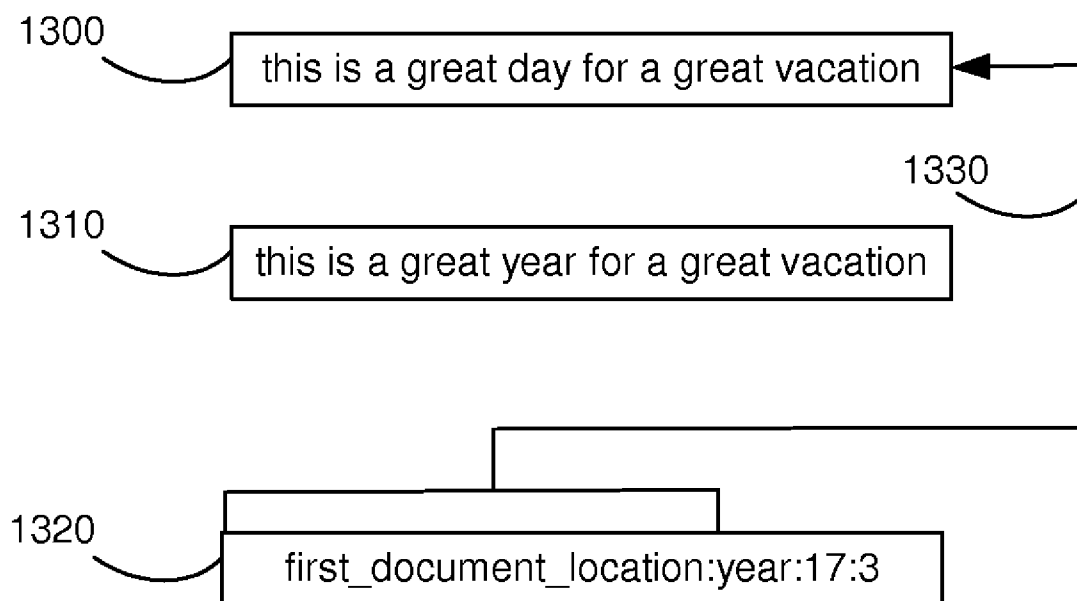 1300
this is a great day for a great vacation
1330
1310
this is a great year for a great vacation
1320
first_document_location:year:17:3